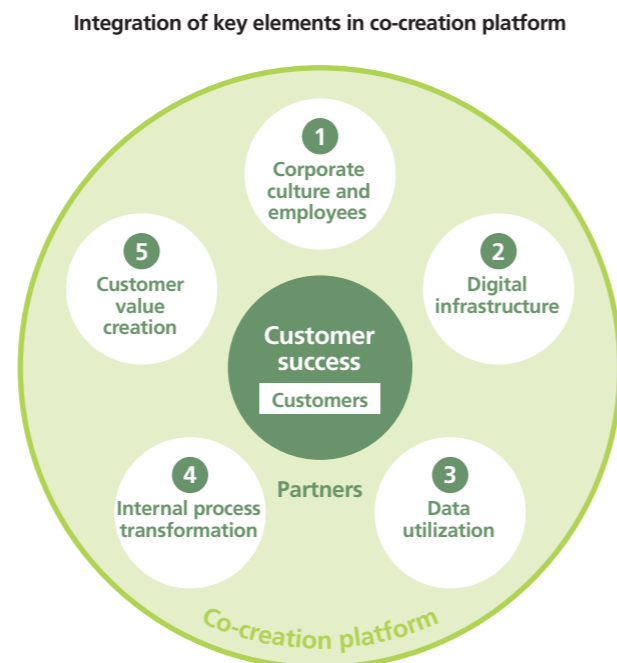 Integration of key elements in co-creation platform
1
Corporate
culture and
employees
2
Digital
infrastructure
3
Data
utilization
4
Internal process
transformation
5
Customer
value
creation
Customer
success
Customers
Partners
Co-creation platform